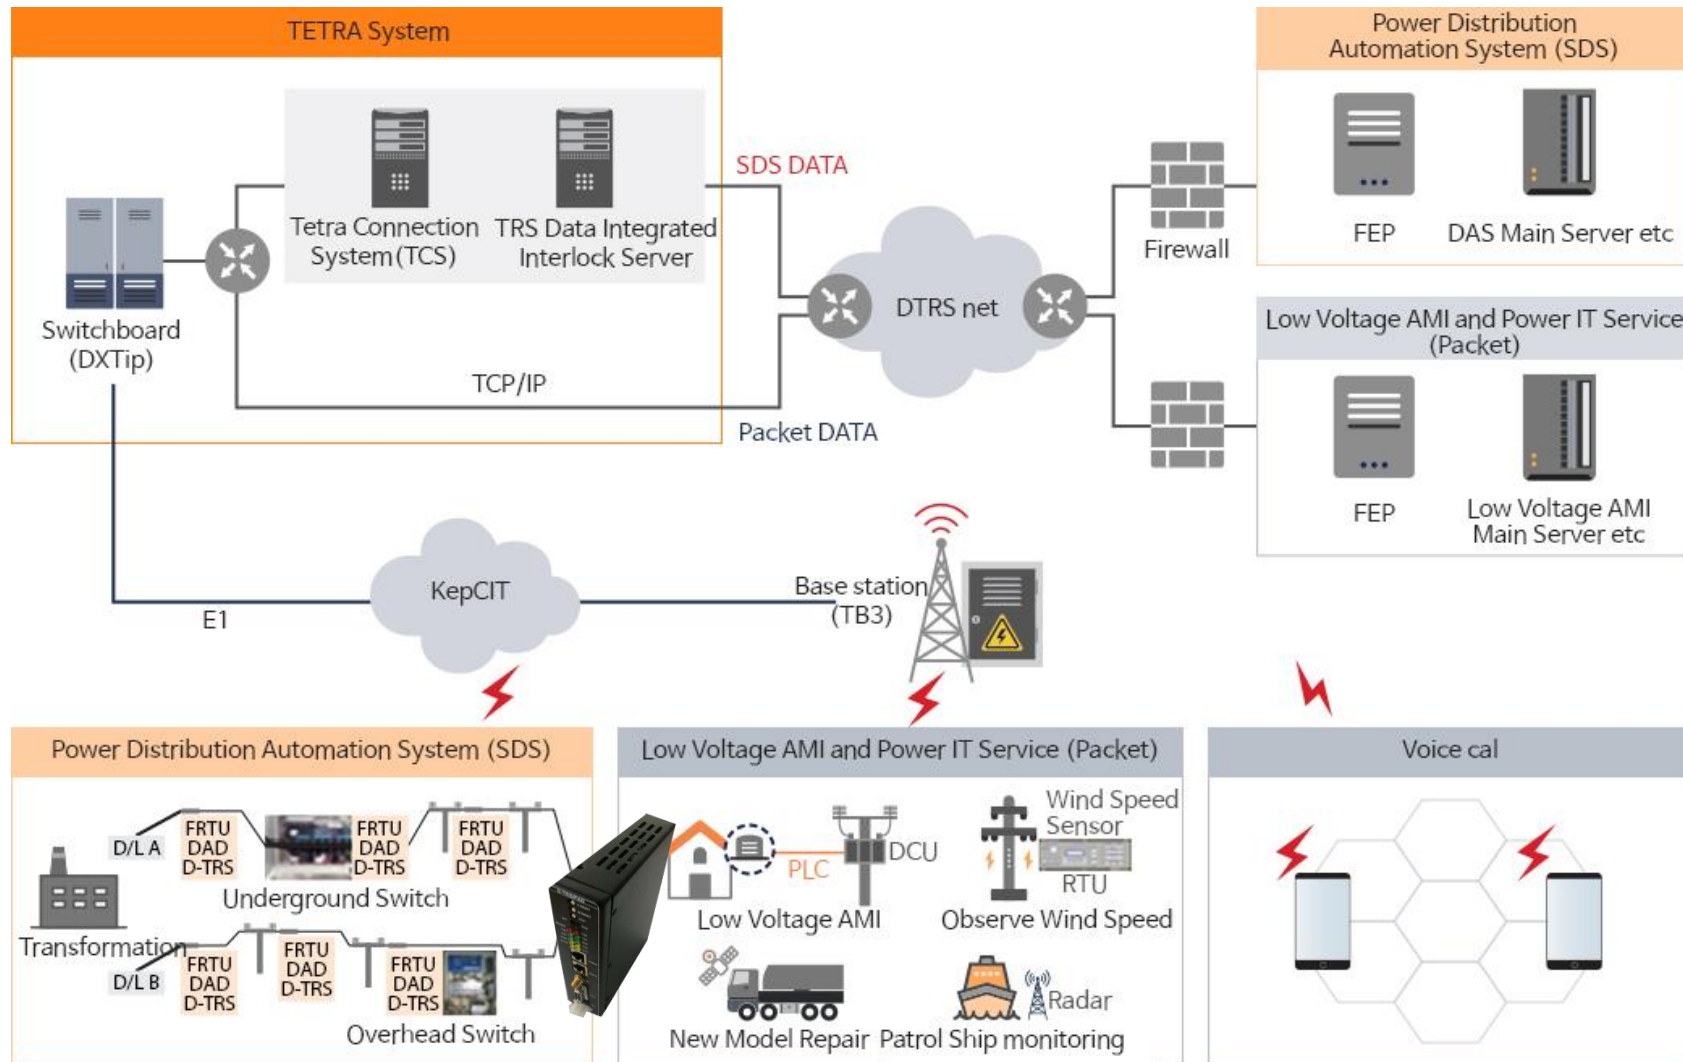 TETRA System
Tetra Connection
System(TCS)
TRS Data Integrated
Interlock Server
Switchboard
(DXTip)
TCP/IP
SDS DATA
Packet DATA
DTRS net
Firewall
Power Distribution
Automation System (SDS)
FEP
DAS Main Server etc
Low Voltage AMI and Power IT Service
(Packet)
FEP
Low Voltage AMI
Main Server etc
E1
KepCIT
Base station
(TB3)
Power Distribution Automation System (SDS)
Transformation
D/L A
FRTU
DAD
D-TRS
FRTU
DAD
D-TRS
FRTU
DAD
D-TRS
Underground Switch
D/L B
FRTU
DAD
D-TRS
FRTU
DAD
D-TRS
FRTU
DAD
D-TRS
Overhead Switch
Low Voltage AMI and Power IT Service (Packet)
PLC
DCU
Low Voltage AMI
Wind Speed
Sensor
RTU
Observe Wind Speed
New Model Repair
Radar
Patrol Ship monitoring
Voice cal